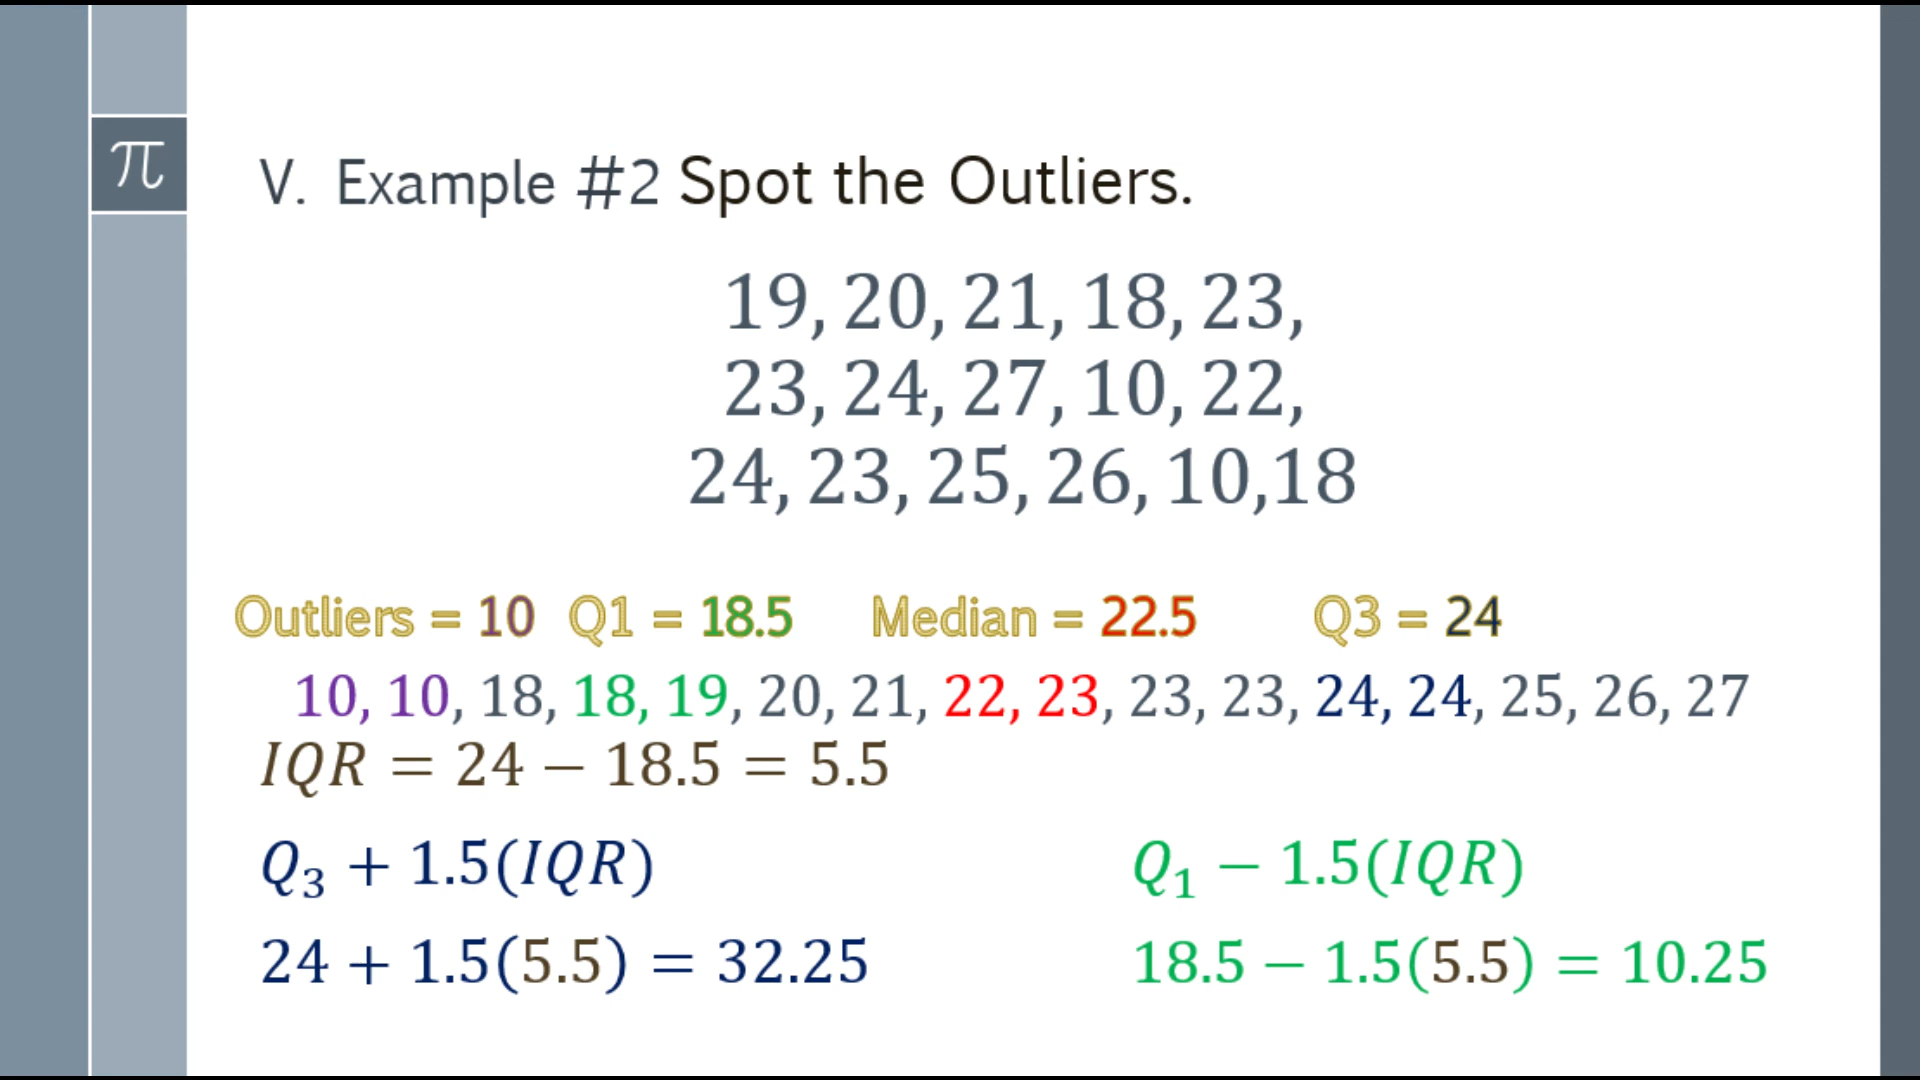 π
V. Example #2 Spot the Outliers.
19, 20, 21, 18, 23,
23, 24, 27, 10, 22,
24, 23, 25, 26, 10,18
Outliers = 10 Q1 = 18.5 Median = 22.5 Q3 = 24
10, 10, 18, 18, 19, 20, 21, 22, 23, 23, 23, 24, 24, 25, 26, 27
IQR = 24 − 18.5 = 5.5
Q₃ + 1.5(IQR) Q₁ − 1.5(IQR)
24 + 1.5(5.5) = 32.25 18.5 − 1.5(5.5) = 10.25